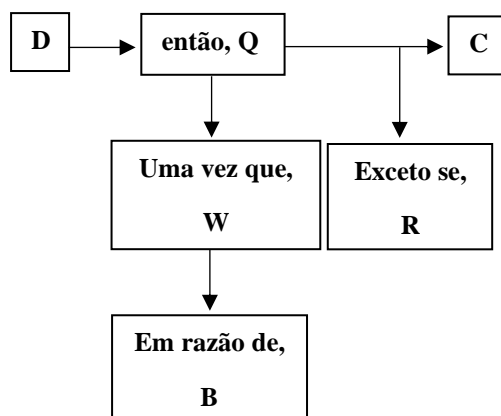 D
então, Q
C
Uma vez que,
W
Exceto se,
R
Em razão de,
B